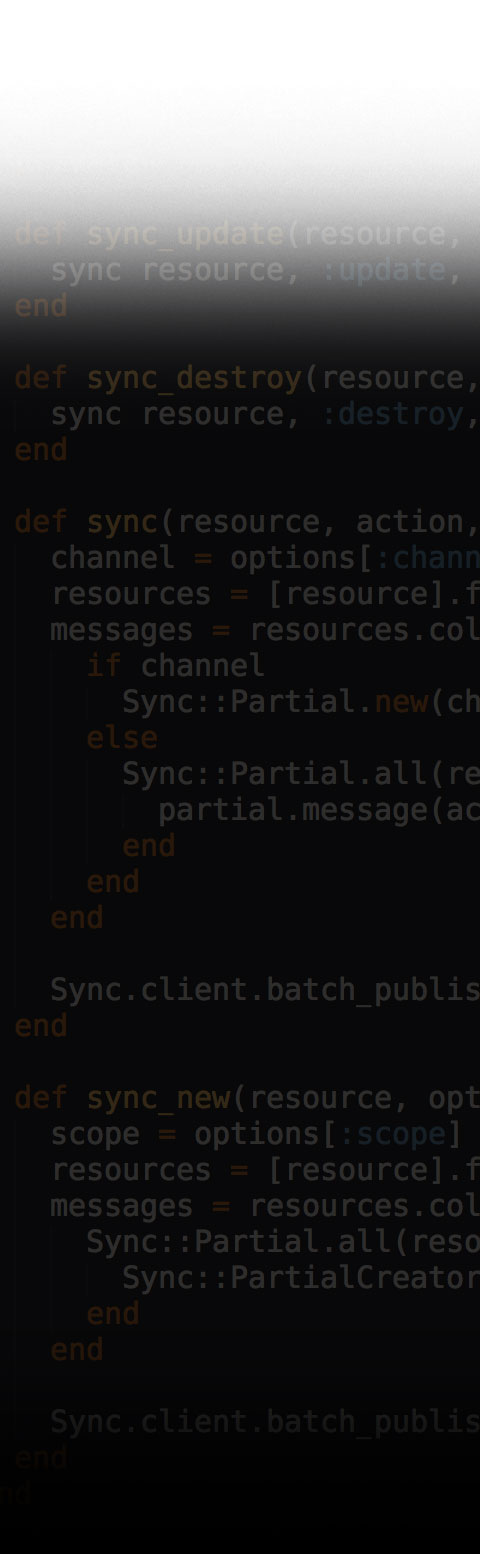 def sync_update(resource,
  sync resource, :update,
end

def sync_destroy(resource,
  sync resource, :destroy,
end

def sync(resource, action,
  channel = options[:chann
  resources = [resource].f
  messages = resources.col
    if channel
      Sync::Partial.new(ch
    else
      Sync::Partial.all(re
        partial.message(ac
      end
    end
  end

  Sync.client.batch_publis
end

def sync_new(resource, opt
  scope = options[:scope]
  resources = [resource].f
  messages = resources.col
    Sync::Partial.all(reso
      Sync::PartialCreator
    end
  end

  Sync.client.batch_publis
end
nd